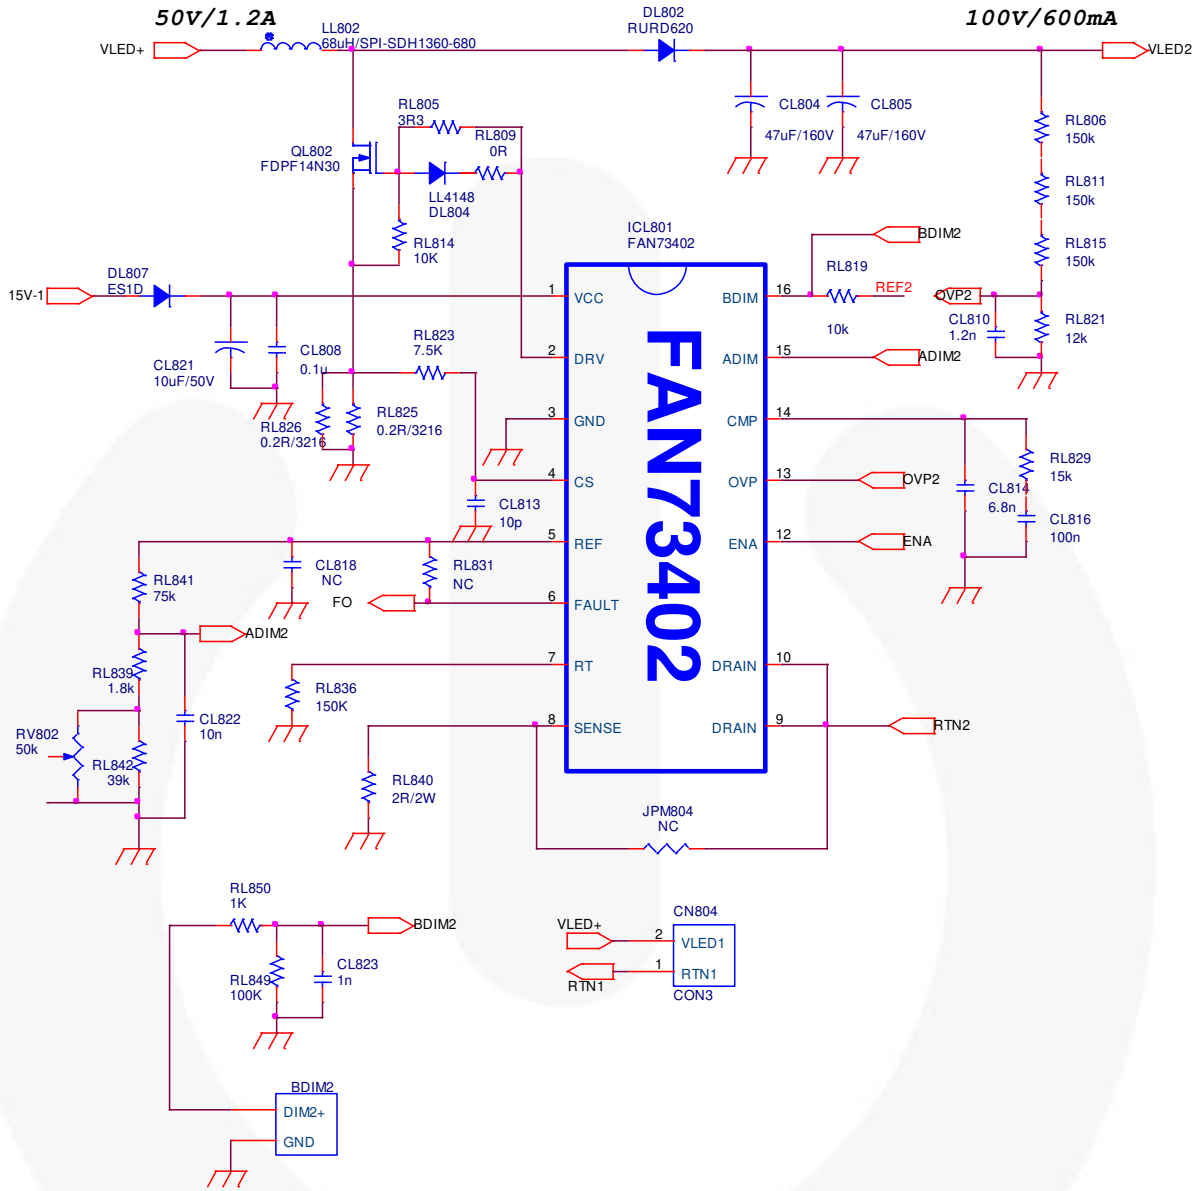 50V/1.2A
100V/600mA
LL802
68uH/SPI-SDH1360-680
DL802
RURD620
VLED+
VLED2
RL805
3R3
RL809
0R
QL802
FDPF14N30
LL4148
DL804
RL814
10K
CL804
47uF/160V
CL805
47uF/160V
RL806
150k
RL811
150k
RL815
150k
ICL801
FAN73402
BDIM2
RL819
10k
REF2
OVP2
CL810
1.2n
RL821
12k
DL807
ES1D
15V-1
CL821
10uF/50V
CL808
0.1u
RL823
7.5K
RL826
0.2R/3216
RL825
0.2R/3216
1
VCC
2
DRV
3
GND
4
CS
5
REF
6
FAULT
7
RT
8
SENSE
FAN73402
BDIM
16
ADIM
15
CMP
14
OVP
13
ENA
12
DRAIN
10
DRAIN
9
ADIM2
OVP2
ENA
RTN2
CL814
6.8n
RL829
15k
CL816
100n
CL813
10p
CL818
NC
RL831
NC
FO
RL841
75k
ADIM2
RL839
1.8k
CL822
10n
RV802
50k
RL842
39k
RL836
150K
RL840
2R/2W
JPM804
NC
RL850
1K
BDIM2
RL849
100K
CL823
1n
BDIM2
DIM2+
GND
VLED+
RTN1
CN804
2
VLED1
1
RTN1
CON3